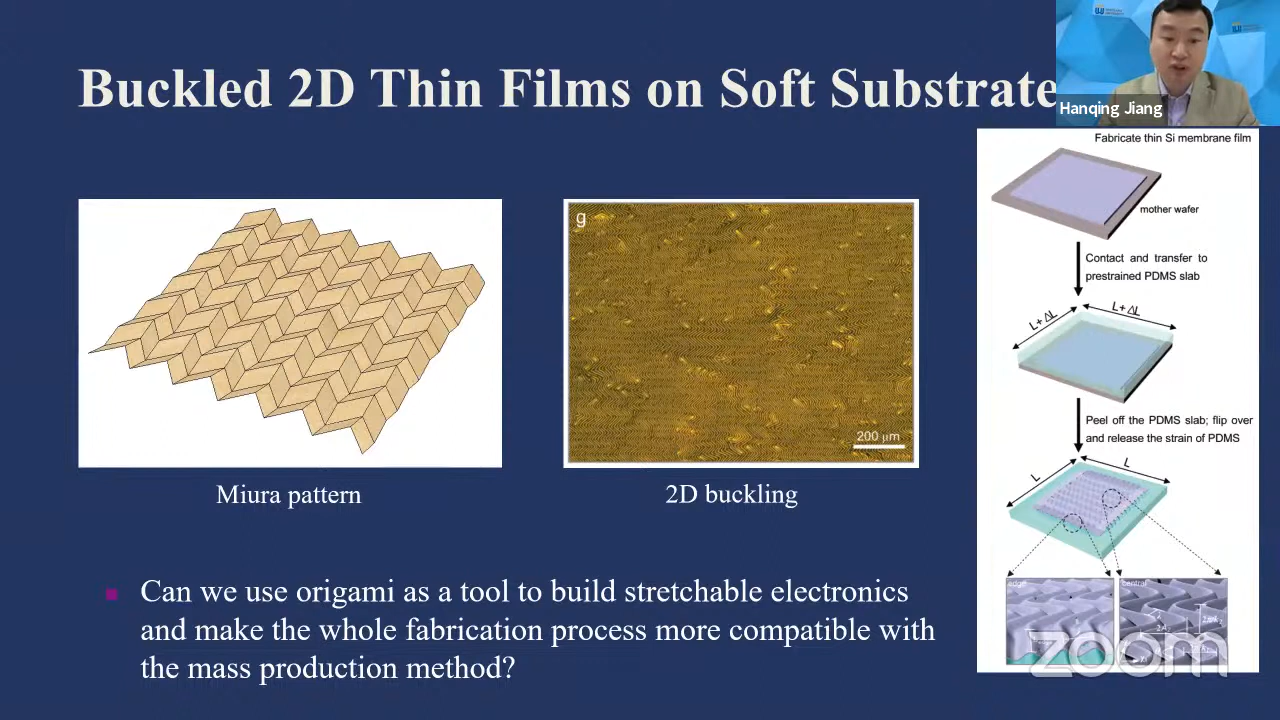 Buckled 2D Thin Films on Soft Substrate
Hanqing Jiang
Fabricate thin Si membrane film
mother wafer
Contact and transfer to
prestrained PDMS slab
L+ΔL
L+ΔL
Peel off the PDMS slab; flip over
and release the strain of PDMS
L
L
central
g
200 μm
Miura pattern
2D buckling
Can we use origami as a tool to build stretchable electronics
and make the whole fabrication process more compatible with
the mass production method?
zoom